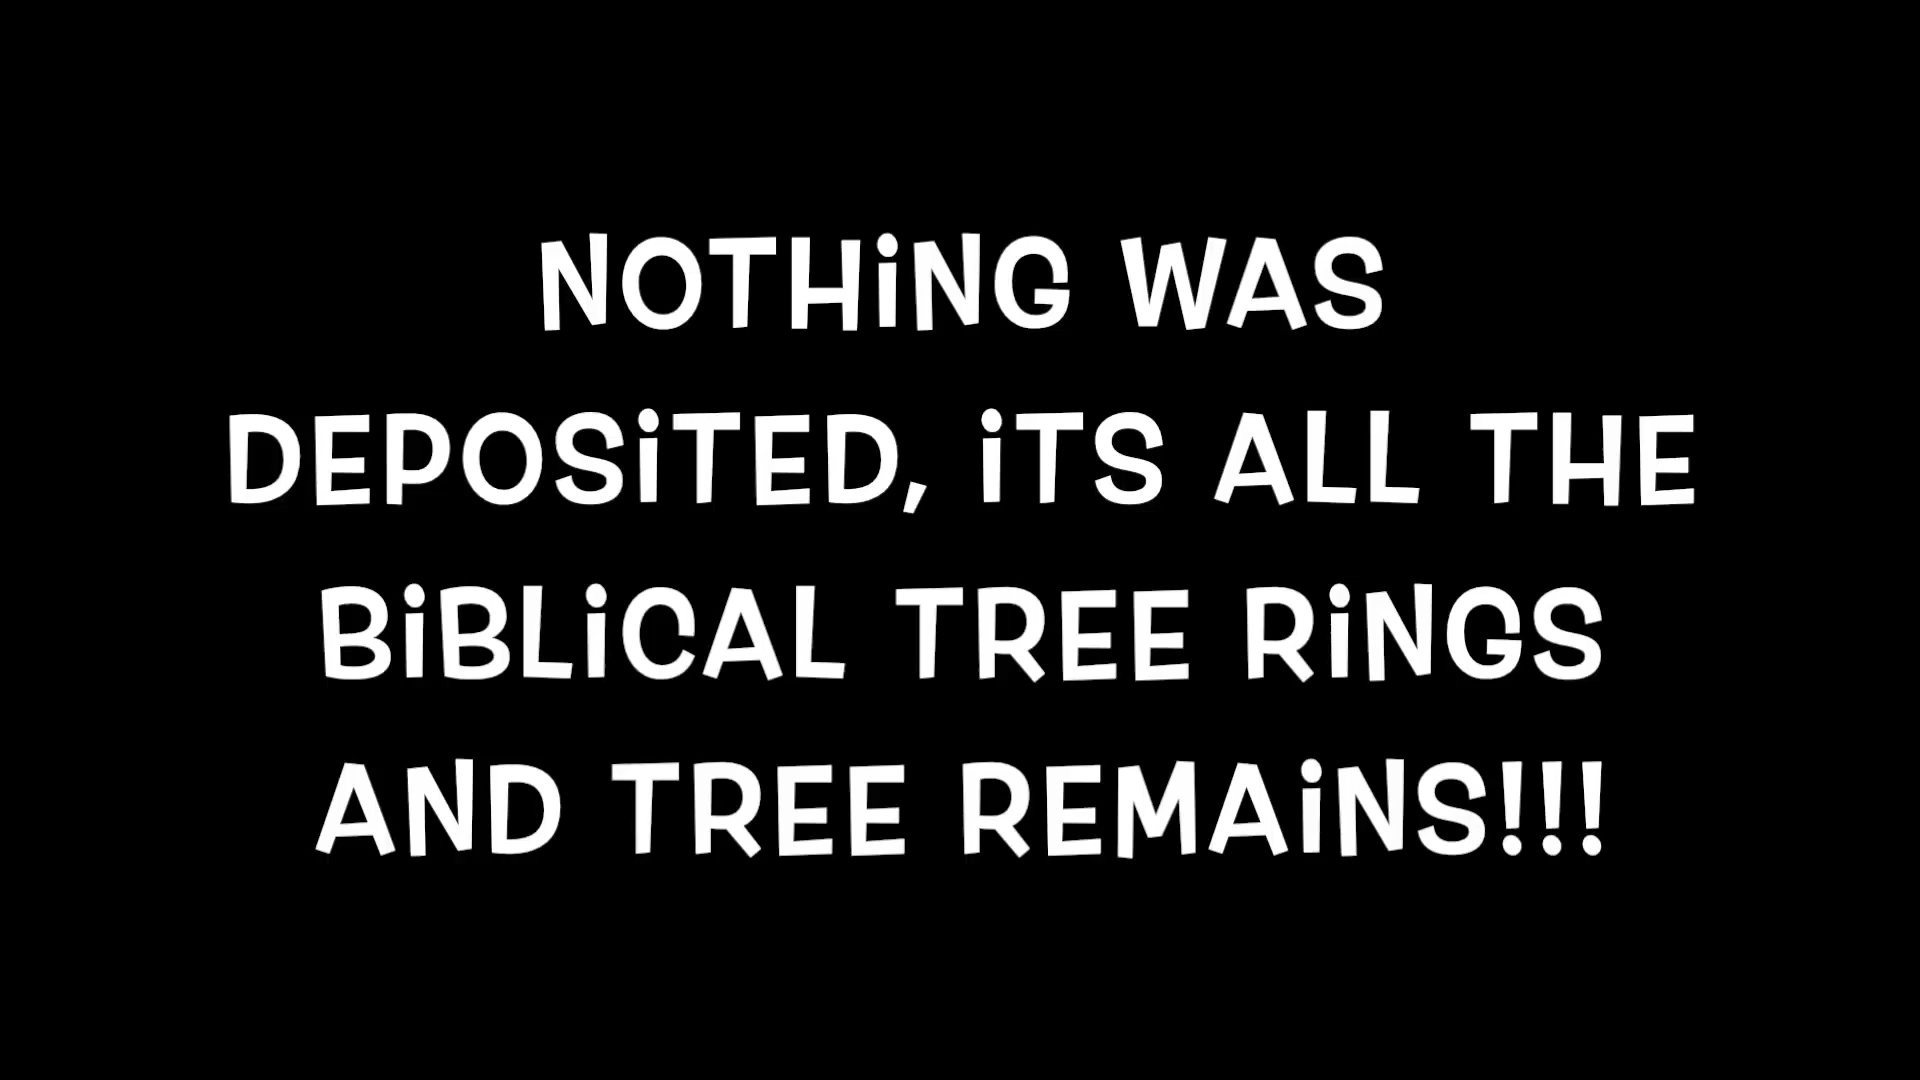 NOTHiNG WAS
DEPOSiTED, iTS ALL THE
BiBLiCAL TREE RiNGS
AND TREE REMAiNS!!!